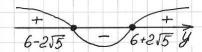 + − +
6-2√5 6+2√5 y